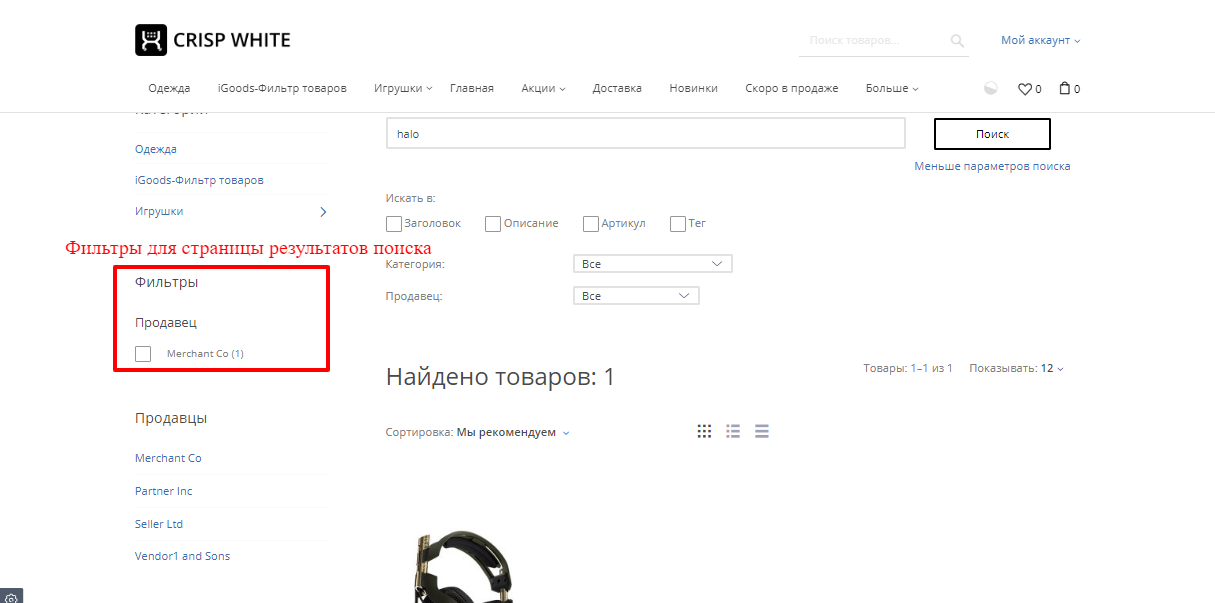 CRISP WHITE
Поиск товаров...
Мой аккаунт
Одежда iGoods-Фильтр товаров Игрушки Главная Акции Доставка Новинки Скоро в продаже Больше 0 0
Категории
Одежда
iGoods-Фильтр товаров
Игрушки
halo
Поиск
Меньше параметров поиска
Искать в:
Заголовок Описание Артикул Тег
Фильтры для страницы результатов поиска
Категория: Все
Продавец: Все
Фильтры
Продавец
Merchant Co (1)
Найдено товаров: 1
Товары: 1–1 из 1 Показывать: 12
Сортировка: Мы рекомендуем
Продавцы
Merchant Co
Partner Inc
Seller Ltd
Vendor1 and Sons